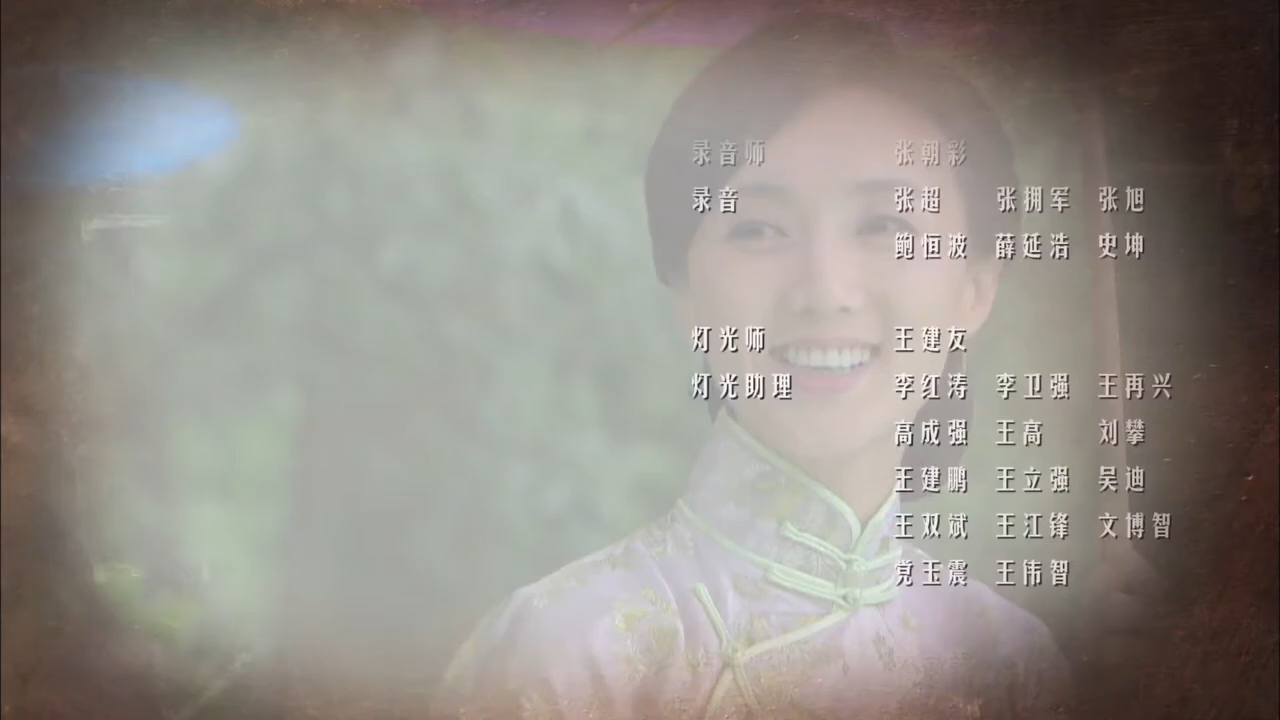 录音师 张朝彩
录音 张超 张拥军 张旭
鲍恒波 薛延浩 史坤
灯光师 王建友
灯光助理 李红涛 李卫强 王再兴
高成强 王高 刘攀
王建鹏 王立强 吴迪
王双斌 王江锋 文博智
党玉震 王伟智